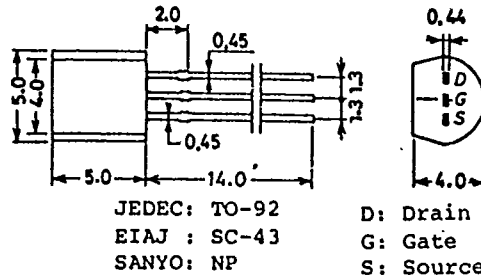 0.44
2.0
0.45
5.0
4.0
D
G
S
1.3
1.3
0.45
5.0
14.0
4.0
JEDEC: TO-92
EIAJ : SC-43
SANYO: NP
D: Drain
G: Gate
S: Source